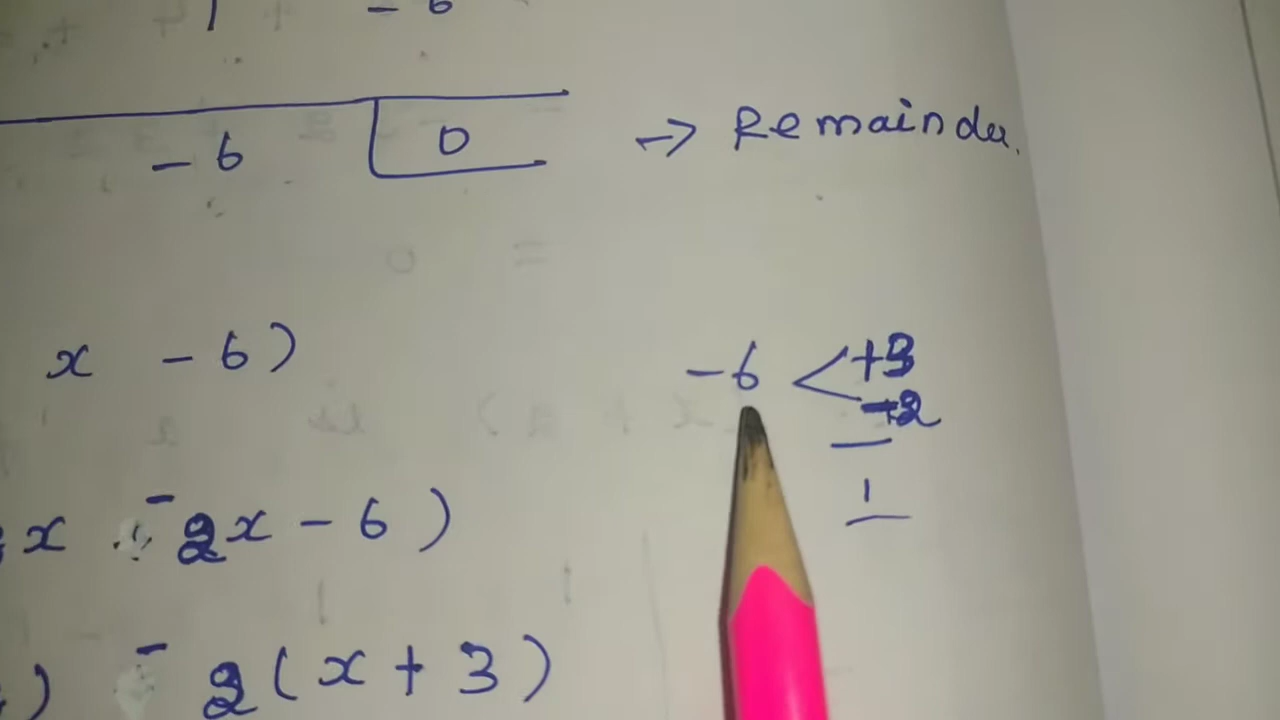 - 6
- 6 0 → Remainder.
x - 6) -6 < +3
-2
1
x - 2x - 6)
) - 2(x + 3)